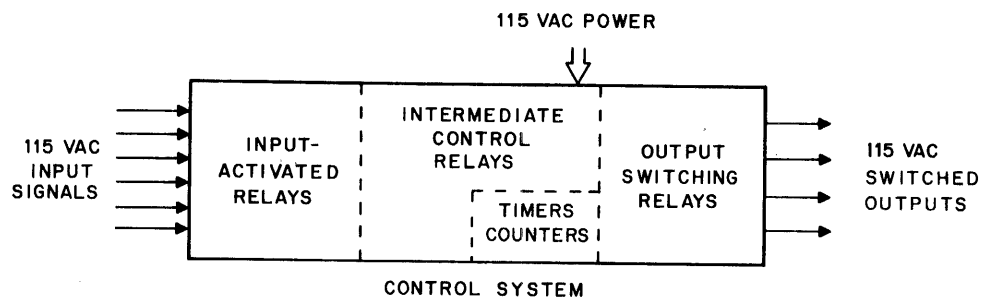 115 VAC POWER
115 VAC
INPUT
SIGNALS
INPUT-
ACTIVATED
RELAYS
INTERMEDIATE
CONTROL
RELAYS
TIMERS
COUNTERS
OUTPUT
SWITCHING
RELAYS
115 VAC
SWITCHED
OUTPUTS
CONTROL SYSTEM